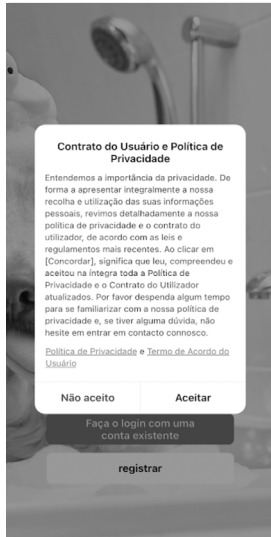 Contrato do Usuário e Política de
Privacidade
Entendemos a importância da privacidade. De
forma a apresentar integralmente a nossa
recolha e utilização das suas informações
pessoais, revimos detalhadamente a nossa
política de privacidade e o contrato do
utilizador, de acordo com as leis e
regulamentos mais recentes. Ao clicar em
[Concordar], significa que leu, compreendeu e
aceitou na íntegra toda a Política de
Privacidade e o Contrato do Utilizador
atualizados. Por favor despenda algum tempo
para se familiarizar com a nossa política de
privacidade e, se tiver alguma dúvida, não
hesite em entrar em contacto connosco.
Política de Privacidade e Termo de Acordo do
Usuário
Não aceito Aceitar
Faça o login com uma
conta existente
registrar